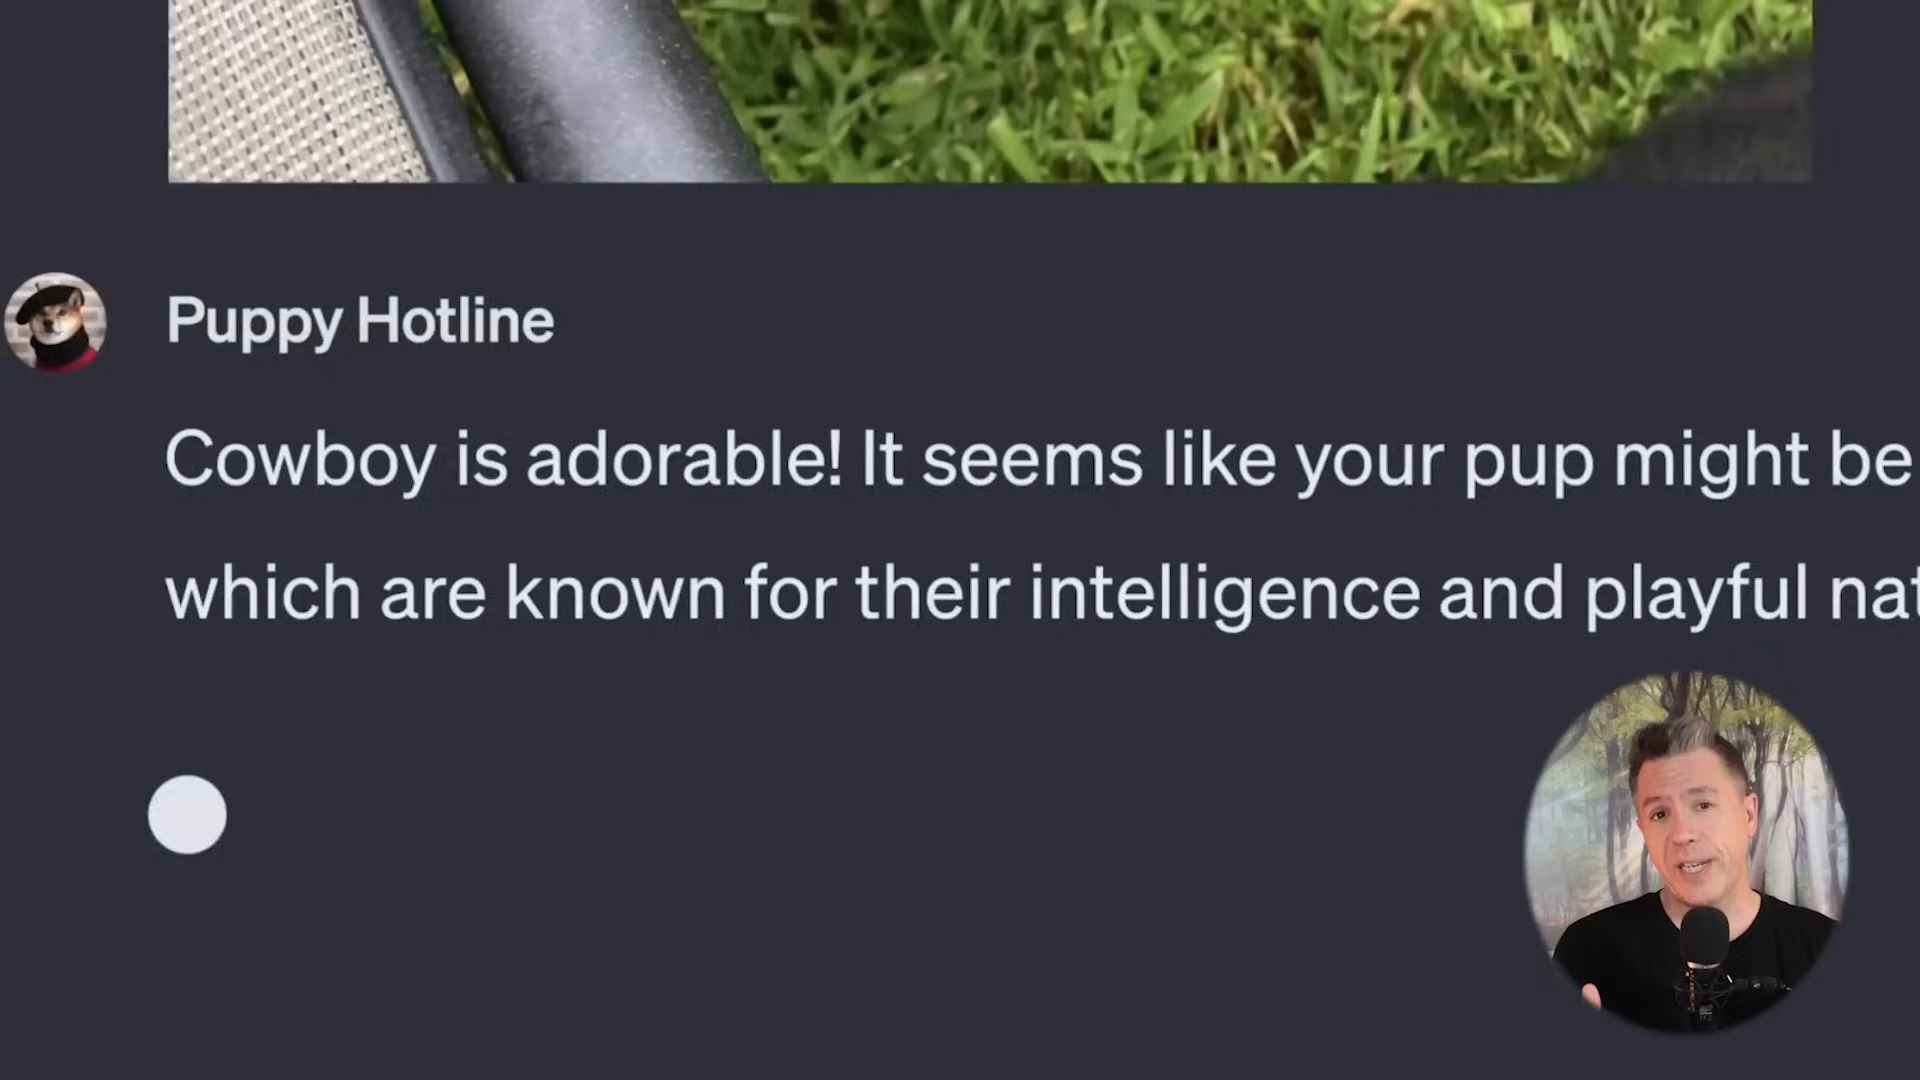 Puppy Hotline
Cowboy is adorable! It seems like your pup might be
which are known for their intelligence and playful nat